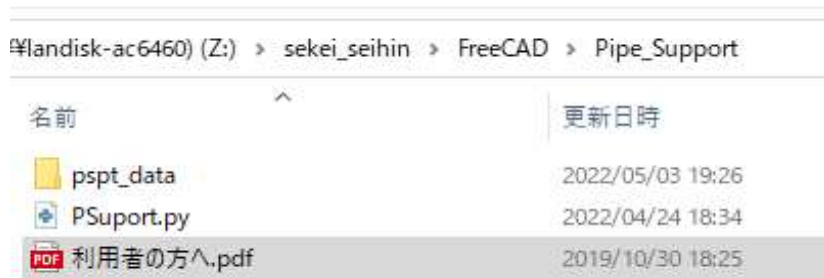 ¥landisk-ac6460) (Z:) › sekei_seihin › FreeCAD › Pipe_Support
名前 更新日時
pspt_data 2022/05/03 19:26
PSuport.py 2022/04/24 18:34
PDF 利用者の方へ.pdf 2019/10/30 18:25